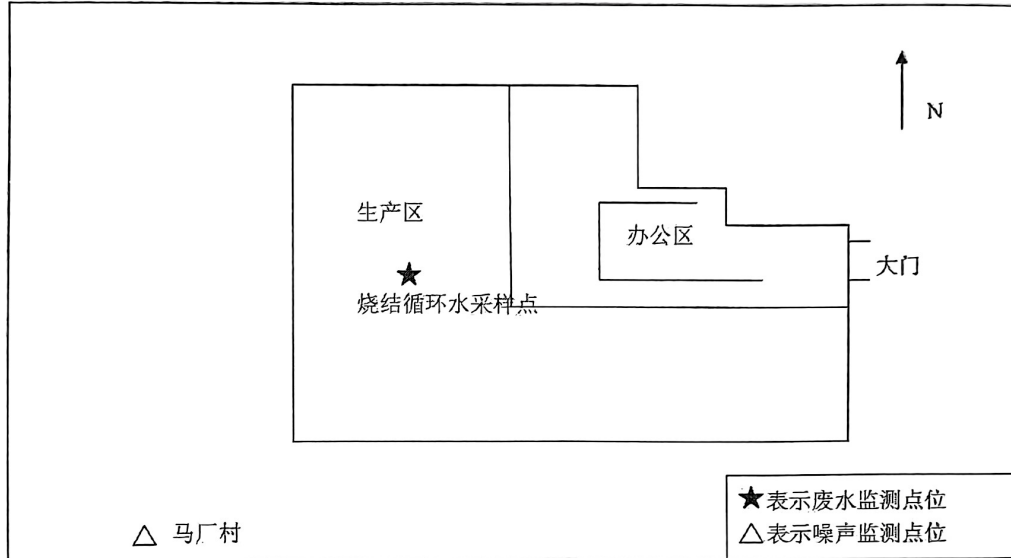 N
生产区
办公区
大门
烧结循环水采样点
★表示废水监测点位
△表示噪声监测点位
△ 马厂村